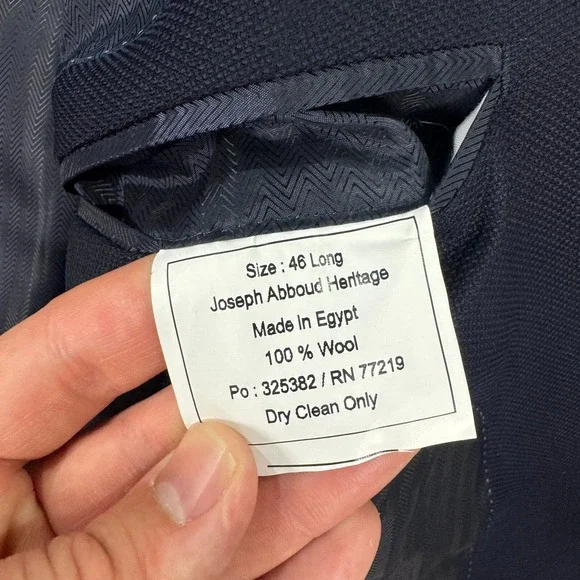 Size : 46 Long
Joseph Abboud Heritage
Made In Egypt
100 % Wool
Po : 325382 / RN 77219
Dry Clean Only